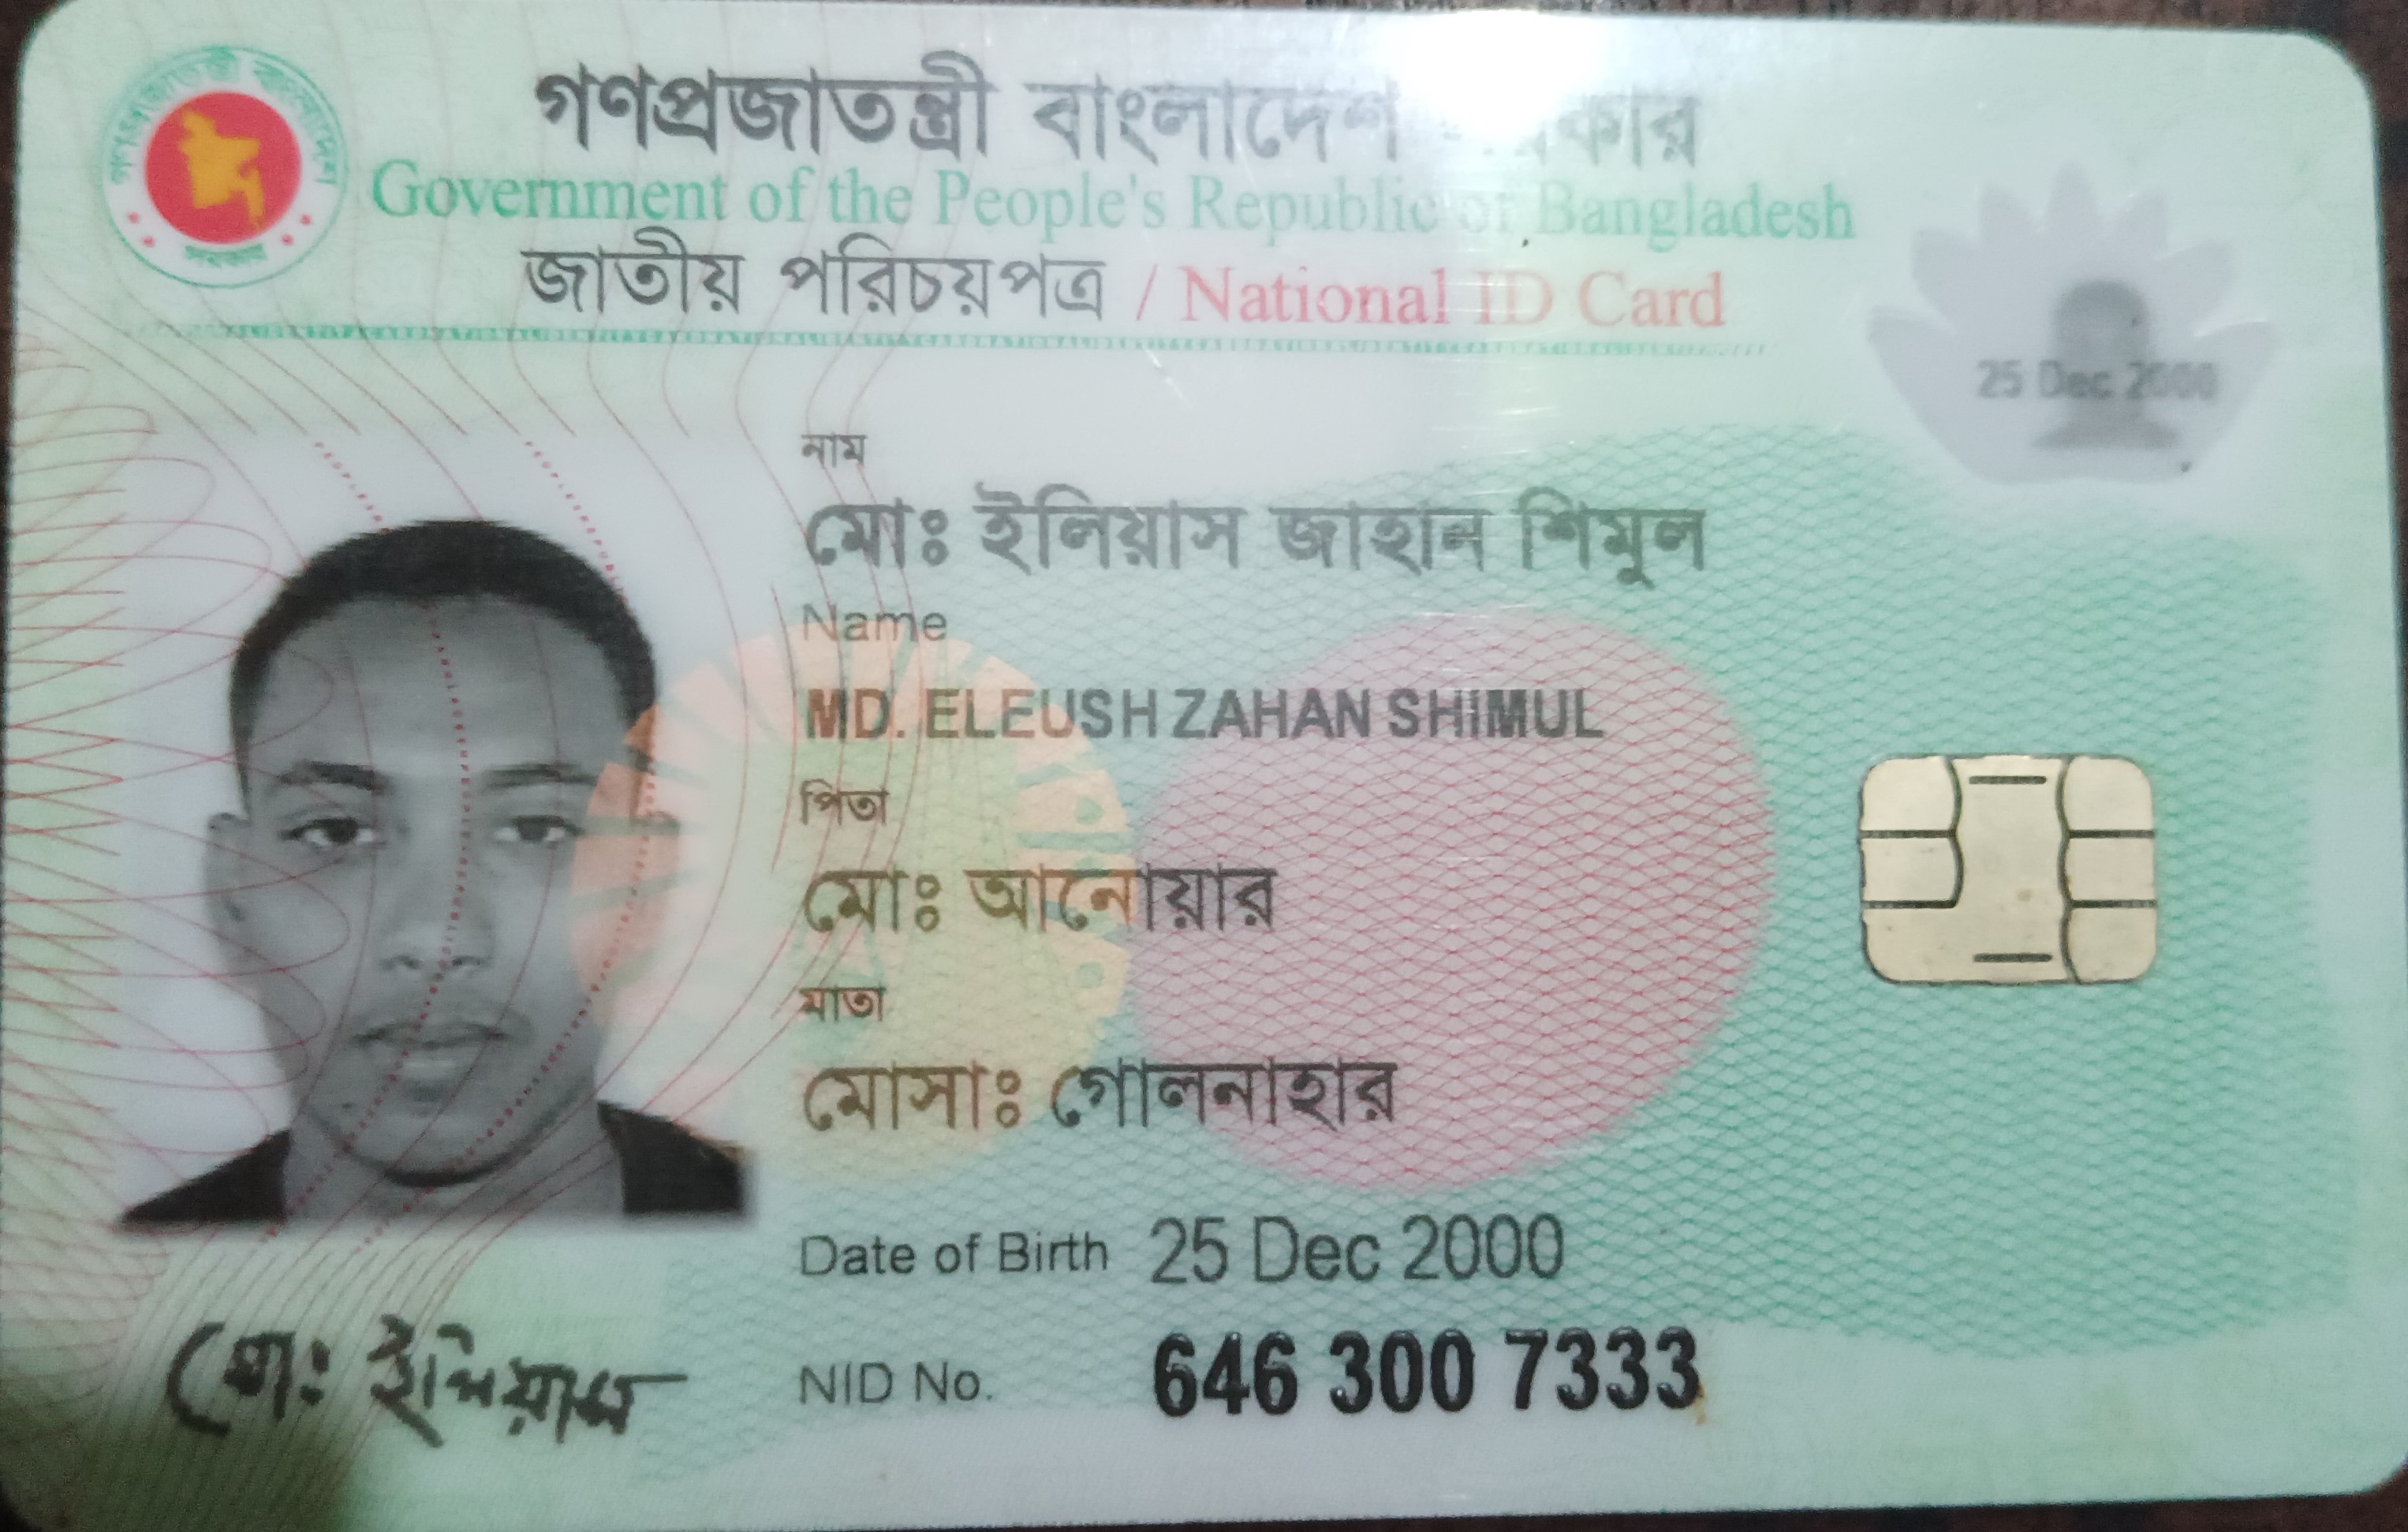 গণপ্রজাতন্ত্রী বাংলাদেশ সরকার
Government of the People's Republic of Bangladesh
জাতীয় পরিচয়পত্র / National ID Card
25 Dec 2000
নাম
মোঃ ইলিয়াস জাহান শিমুল
Name
MD. ELEUSH ZAHAN SHIMUL
পিতা
মোঃ আনোয়ার
মাতা
মোসাঃ গোলনাহার
Date of Birth 25 Dec 2000
মোঃ ইলিয়াস
NID No. 646 300 7333